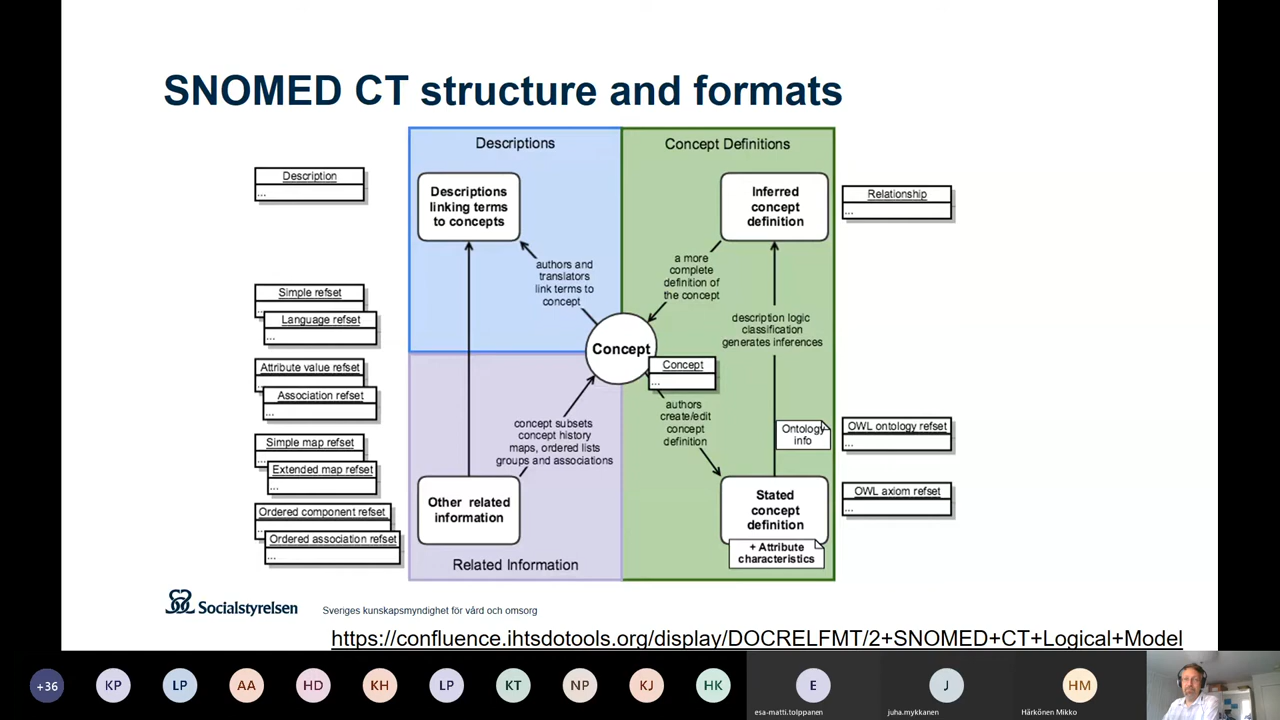 SNOMED CT structure and formats
Descriptions
Concept Definitions
Description
...
Descriptions
linking terms
to concepts
Inferred
concept
definition
Relationship
...
authors and
translators
link terms to
concept
a more
complete
definition of
the concept
Simple refset
...
Language refset
...
description logic
classification
generates inferences
Concept
Concept
...
Attribute value refset
...
Association refset
...
authors
create/edit
concept
definition
concept subsets
concept history
maps, ordered lists
groups and associations
Ontology
info
OWL ontology refset
...
Simple map refset
...
Extended map refset
...
Other related
information
Stated
concept
definition
OWL axiom refset
...
Ordered component refset
...
Ordered association refset
...
+ Attribute
characteristics
Related Information
Socialstyrelsen
Sveriges kunskapsmyndighet för vård och omsorg
https://confluence.ihtsdotools.org/display/DOCRELFMT/2+SNOMED+CT+Logical+Model
+36
KP
LP
AA
HD
KH
LP
KT
NP
KJ
HK
E
J
HM
esa-matti.tolppanen
juha.mykkanen
Härkönen Mikko